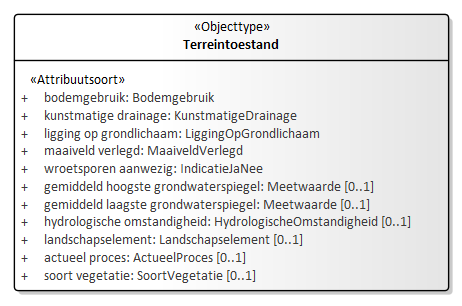 «Objecttype»
Terreintoestand
«Attribuutsoort»
+ bodemgebruik: Bodemgebruik
+ kunstmatige drainage: KunstmatigeDrainage
+ ligging op grondlichaam: LiggingOpGrondlichaam
+ maaiveld verlegd: MaaiveldVerlegd
+ wroetsporen aanwezig: IndicatieJaNee
+ gemiddeld hoogste grondwaterspiegel: Meetwaarde [0..1]
+ gemiddeld laagste grondwaterspiegel: Meetwaarde [0..1]
+ hydrologische omstandigheid: HydrologischeOmstandigheid [0..1]
+ landschapselement: Landschapselement [0..1]
+ actueel proces: ActueelProces [0..1]
+ soort vegetatie: SoortVegetatie [0..1]